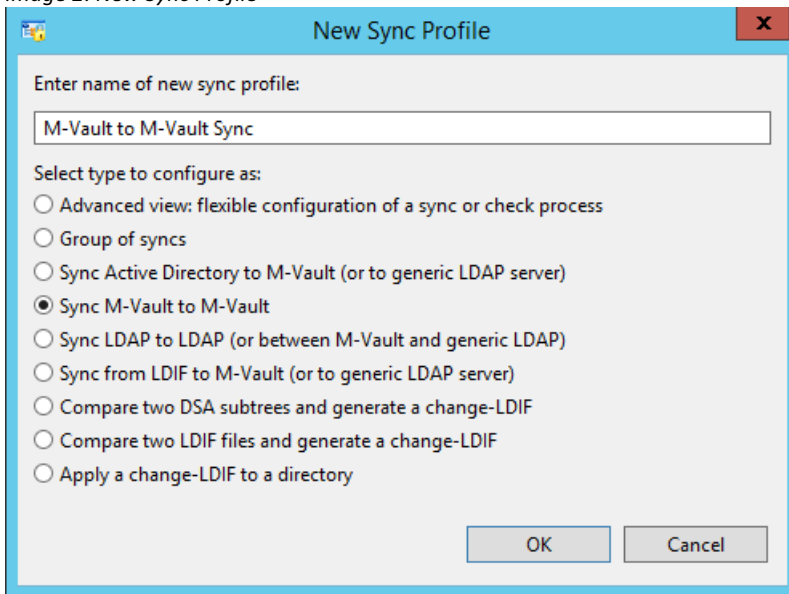 New Sync Profile
x
Enter name of new sync profile:
M-Vault to M-Vault Sync
Select type to configure as:
Advanced view: flexible configuration of a sync or check process
Group of syncs
Sync Active Directory to M-Vault (or to generic LDAP server)
Sync M-Vault to M-Vault
Sync LDAP to LDAP (or between M-Vault and generic LDAP)
Sync from LDIF to M-Vault (or to generic LDAP server)
Compare two DSA subtrees and generate a change-LDIF
Compare two LDIF files and generate a change-LDIF
Apply a change-LDIF to a directory
OK Cancel